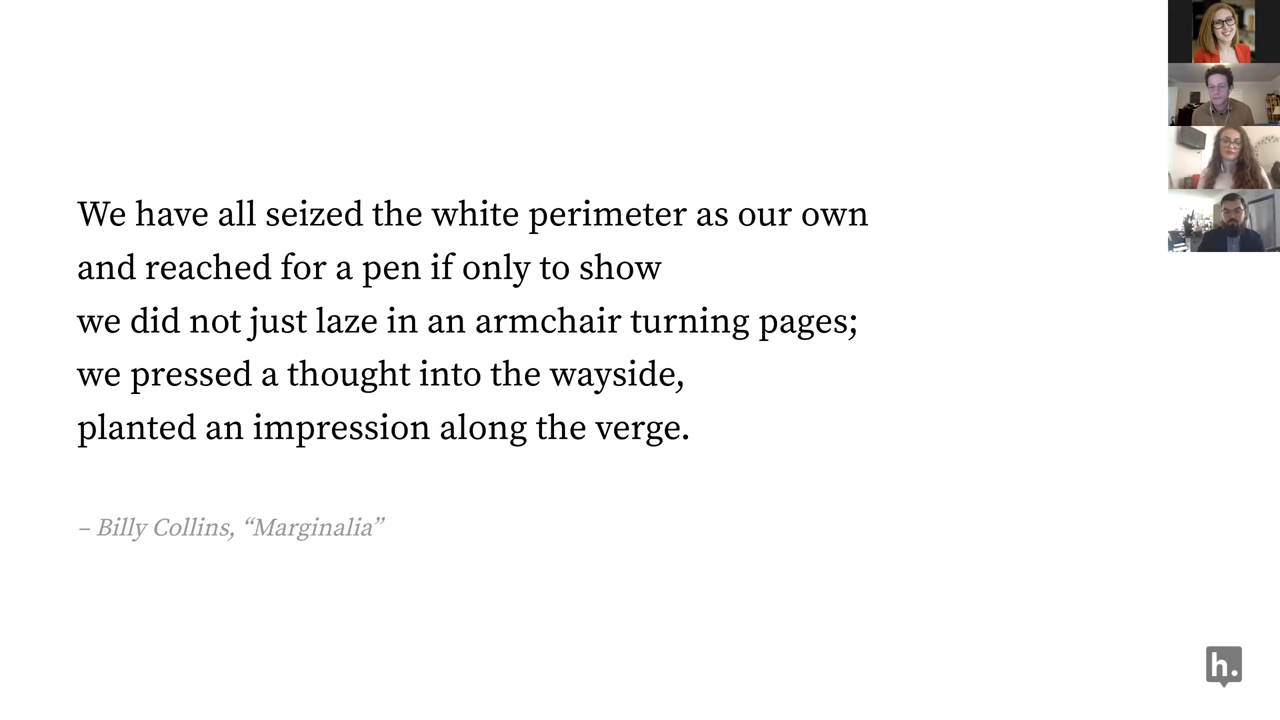 We have all seized the white perimeter as our own
and reached for a pen if only to show
we did not just laze in an armchair turning pages;
we pressed a thought into the wayside,
planted an impression along the verge.
– Billy Collins, “Marginalia”
h.